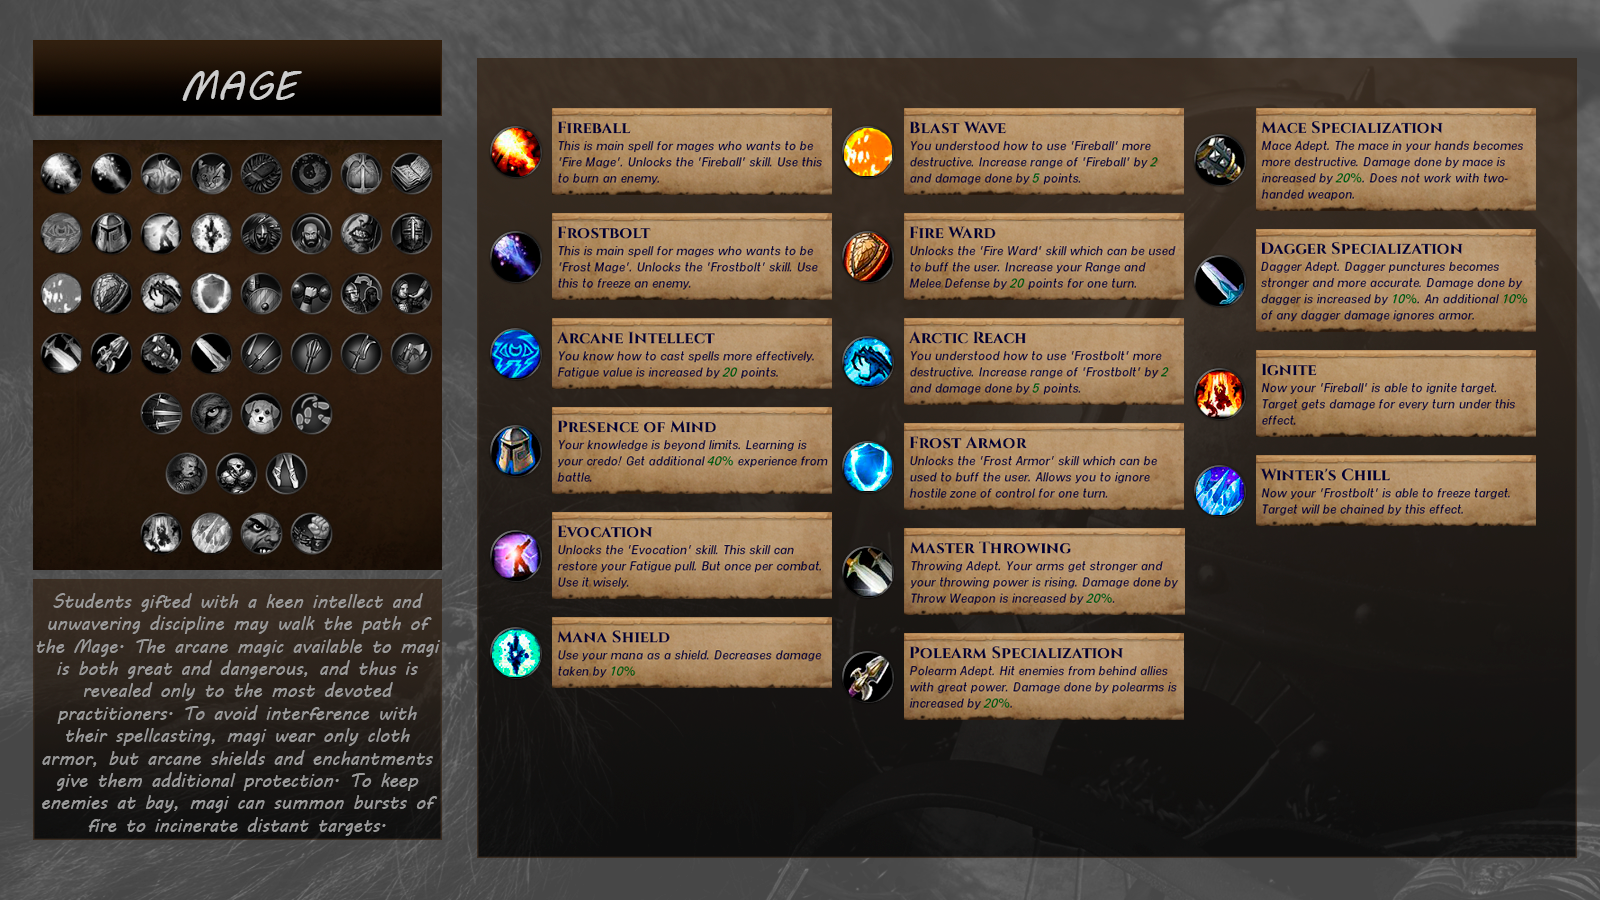 MAGE
Students gifted with a keen intellect and
unwavering discipline may walk the path of
the Mage. The arcane magic available to magi
is both great and dangerous, and thus is
revealed only to the most devoted
practitioners. To avoid interference with
their spellcasting, magi wear only cloth
armor, but arcane shields and enchantments
give them additional protection. To keep
enemies at bay, magi can summon bursts of
fire to incinerate distant targets.
FIREBALL
This is main spell for mages who wants to be
'Fire Mage'. Unlocks the 'Fireball' skill. Use this
to burn an enemy.
FROSTBOLT
This is main spell for mages who wants to be
'Frost Mage'. Unlocks the 'Frostbolt' skill. Use
this to freeze an enemy.
ARCANE INTELLECT
You know how to cast spells more effectively.
Fatigue value is increased by 20 points.
PRESENCE OF MIND
Your knowledge is beyond limits. Learning is
your credo! Get additional 40% experience from
battle.
EVOCATION
Unlocks the 'Evocation' skill. This skill can
restore your Fatigue pull. But once per combat.
Use it wisely.
MANA SHIELD
Use your mana as a shield. Decreases damage
taken by 10%
BLAST WAVE
You understood how to use 'Fireball' more
destructive. Increase range of 'Fireball' by 2
and damage done by 5 points.
FIRE WARD
Unlocks the 'Fire Ward' skill which can be used
to buff the user. Increase your Range and
Melee Defense by 20 points for one turn.
ARCTIC REACH
You understood how to use 'Frostbolt' more
destructive. Increase range of 'Frostbolt' by 2
and damage done by 5 points.
FROST ARMOR
Unlocks the 'Frost Armor' skill which can be
used to buff the user. Allows you to ignore
hostile zone of control for one turn.
MASTER THROWING
Throwing Adept. Your arms get stronger and
your throwing power is rising. Damage done by
Throw Weapon is increased by 20%.
POLEARM SPECIALIZATION
Polearm Adept. Hit enemies from behind allies
with great power. Damage done by polearms is
increased by 20%.
MACE SPECIALIZATION
Mace Adept. The mace in your hands becomes
more destructive. Damage done by mace is
increased by 20%. Does not work with two-
handed weapon.
DAGGER SPECIALIZATION
Dagger Adept. Dagger punctures becomes
stronger and more accurate. Damage done by
dagger is increased by 10%. An additional 10%
of any dagger damage ignores armor.
IGNITE
Now your 'Fireball' is able to ignite target.
Target gets damage for every turn under this
effect.
WINTER'S CHILL
Now your 'Frostbolt' is able to freeze target.
Target will be chained by this effect.